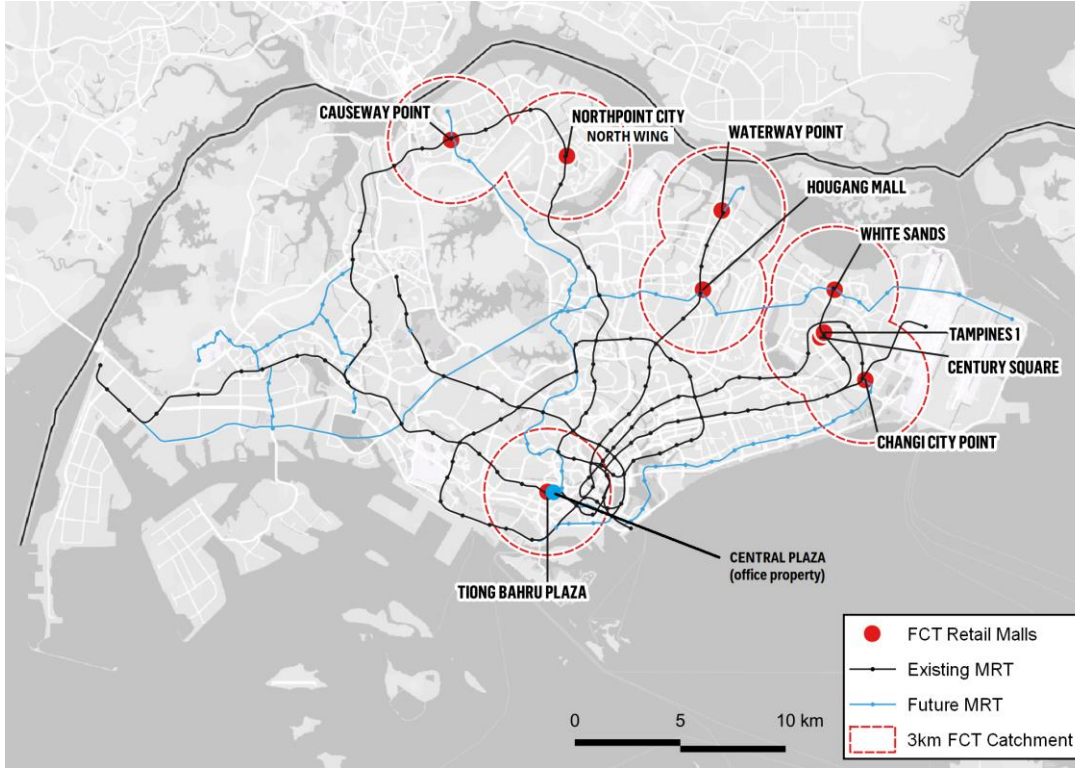 CAUSEWAY POINT
NORTHPOINT CITY
NORTH WING
WATERWAY POINT
HOUGANG MALL
WHITE SANDS
TAMPINES 1
CENTURY SQUARE
CHANGI CITY POINT
CENTRAL PLAZA
(office property)
TIONG BAHRU PLAZA
FCT Retail Malls
Existing MRT
Future MRT
3km FCT Catchment
0 5 10 km